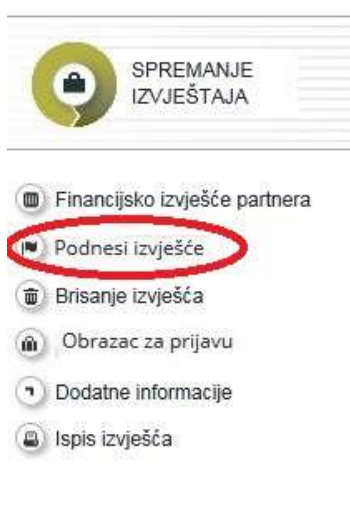 SPREMANJE
IZVJEŠTAJA
Financijsko izvješće partnera
Podnesi izvješće
Brisanje izvješća
Obrazac za prijavu
Dodatne informacije
Ispis izvješća